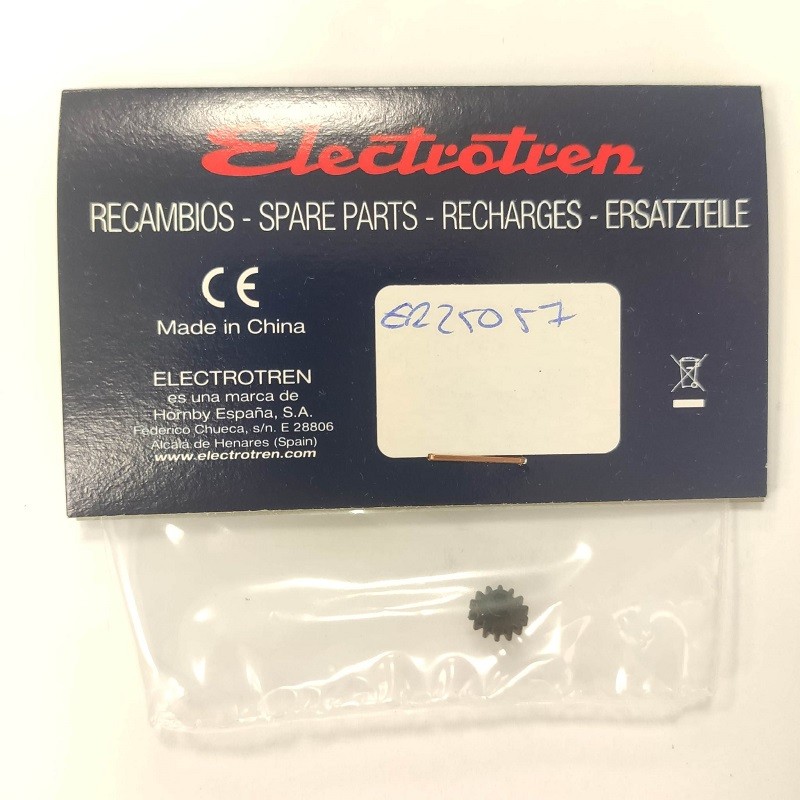 Electrotren
RECAMBIOS - SPARE PARTS - RECHARGES - ERSATZTEILE
CE
Made in China
ER25057
ELECTROTREN
es una marca de
Hornby España, S.A.
Federico Chueca, s/n. E 28806
Alcalá de Henares (Spain)
www.electrotren.com